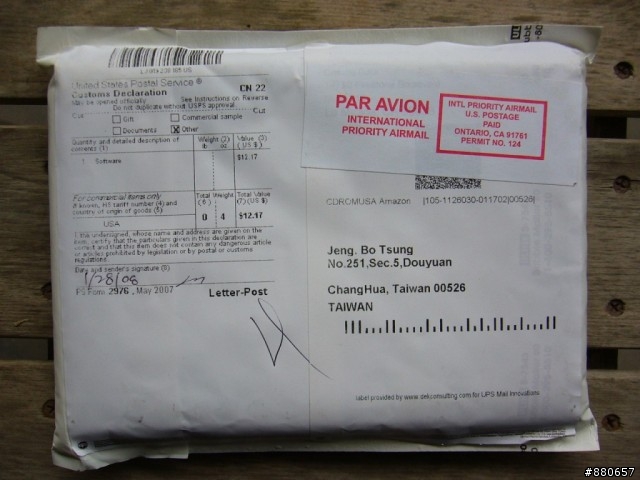 United States Postal Service ®
Customs Declaration
CN 22
May be opened officially
See Instructions on Reverse
Do not duplicate without USPS approval.
Cut
Cut
Gift
Commercial sample
Documents
X Other
Quantity and detailed description of contents (1)
Weight (2)
lb. oz.
Value (3) (US $)
1 Software
$12.17
For commercial items only
If known, HS tariff number (4) and country of origin of goods (5)
Total Weight (6)
Total Value (7) (US $)
USA
0 4
$12.17
I, the undersigned, whose name and address are given on the
item, certify that the particulars given in this declaration are
correct and that this item does not contain any dangerous article
or articles prohibited by legislation or by postal or customs
regulations.
Date and sender's signature (8)
1/28/08
PS Form 2976, May 2007
Letter-Post
PAR AVION
INTERNATIONAL
PRIORITY AIRMAIL
INTL PRIORITY AIRMAIL
U.S. POSTAGE
PAID
ONTARIO, CA 91761
PERMIT NO. 124
CDROMUSA Amazon |105-1126030-011702|00526|
Jeng. Bo Tsung
No.251,Sec.5,Douyuan
ChangHua, Taiwan 00526
TAIWAN
for UPS Mail Innovations
#880657